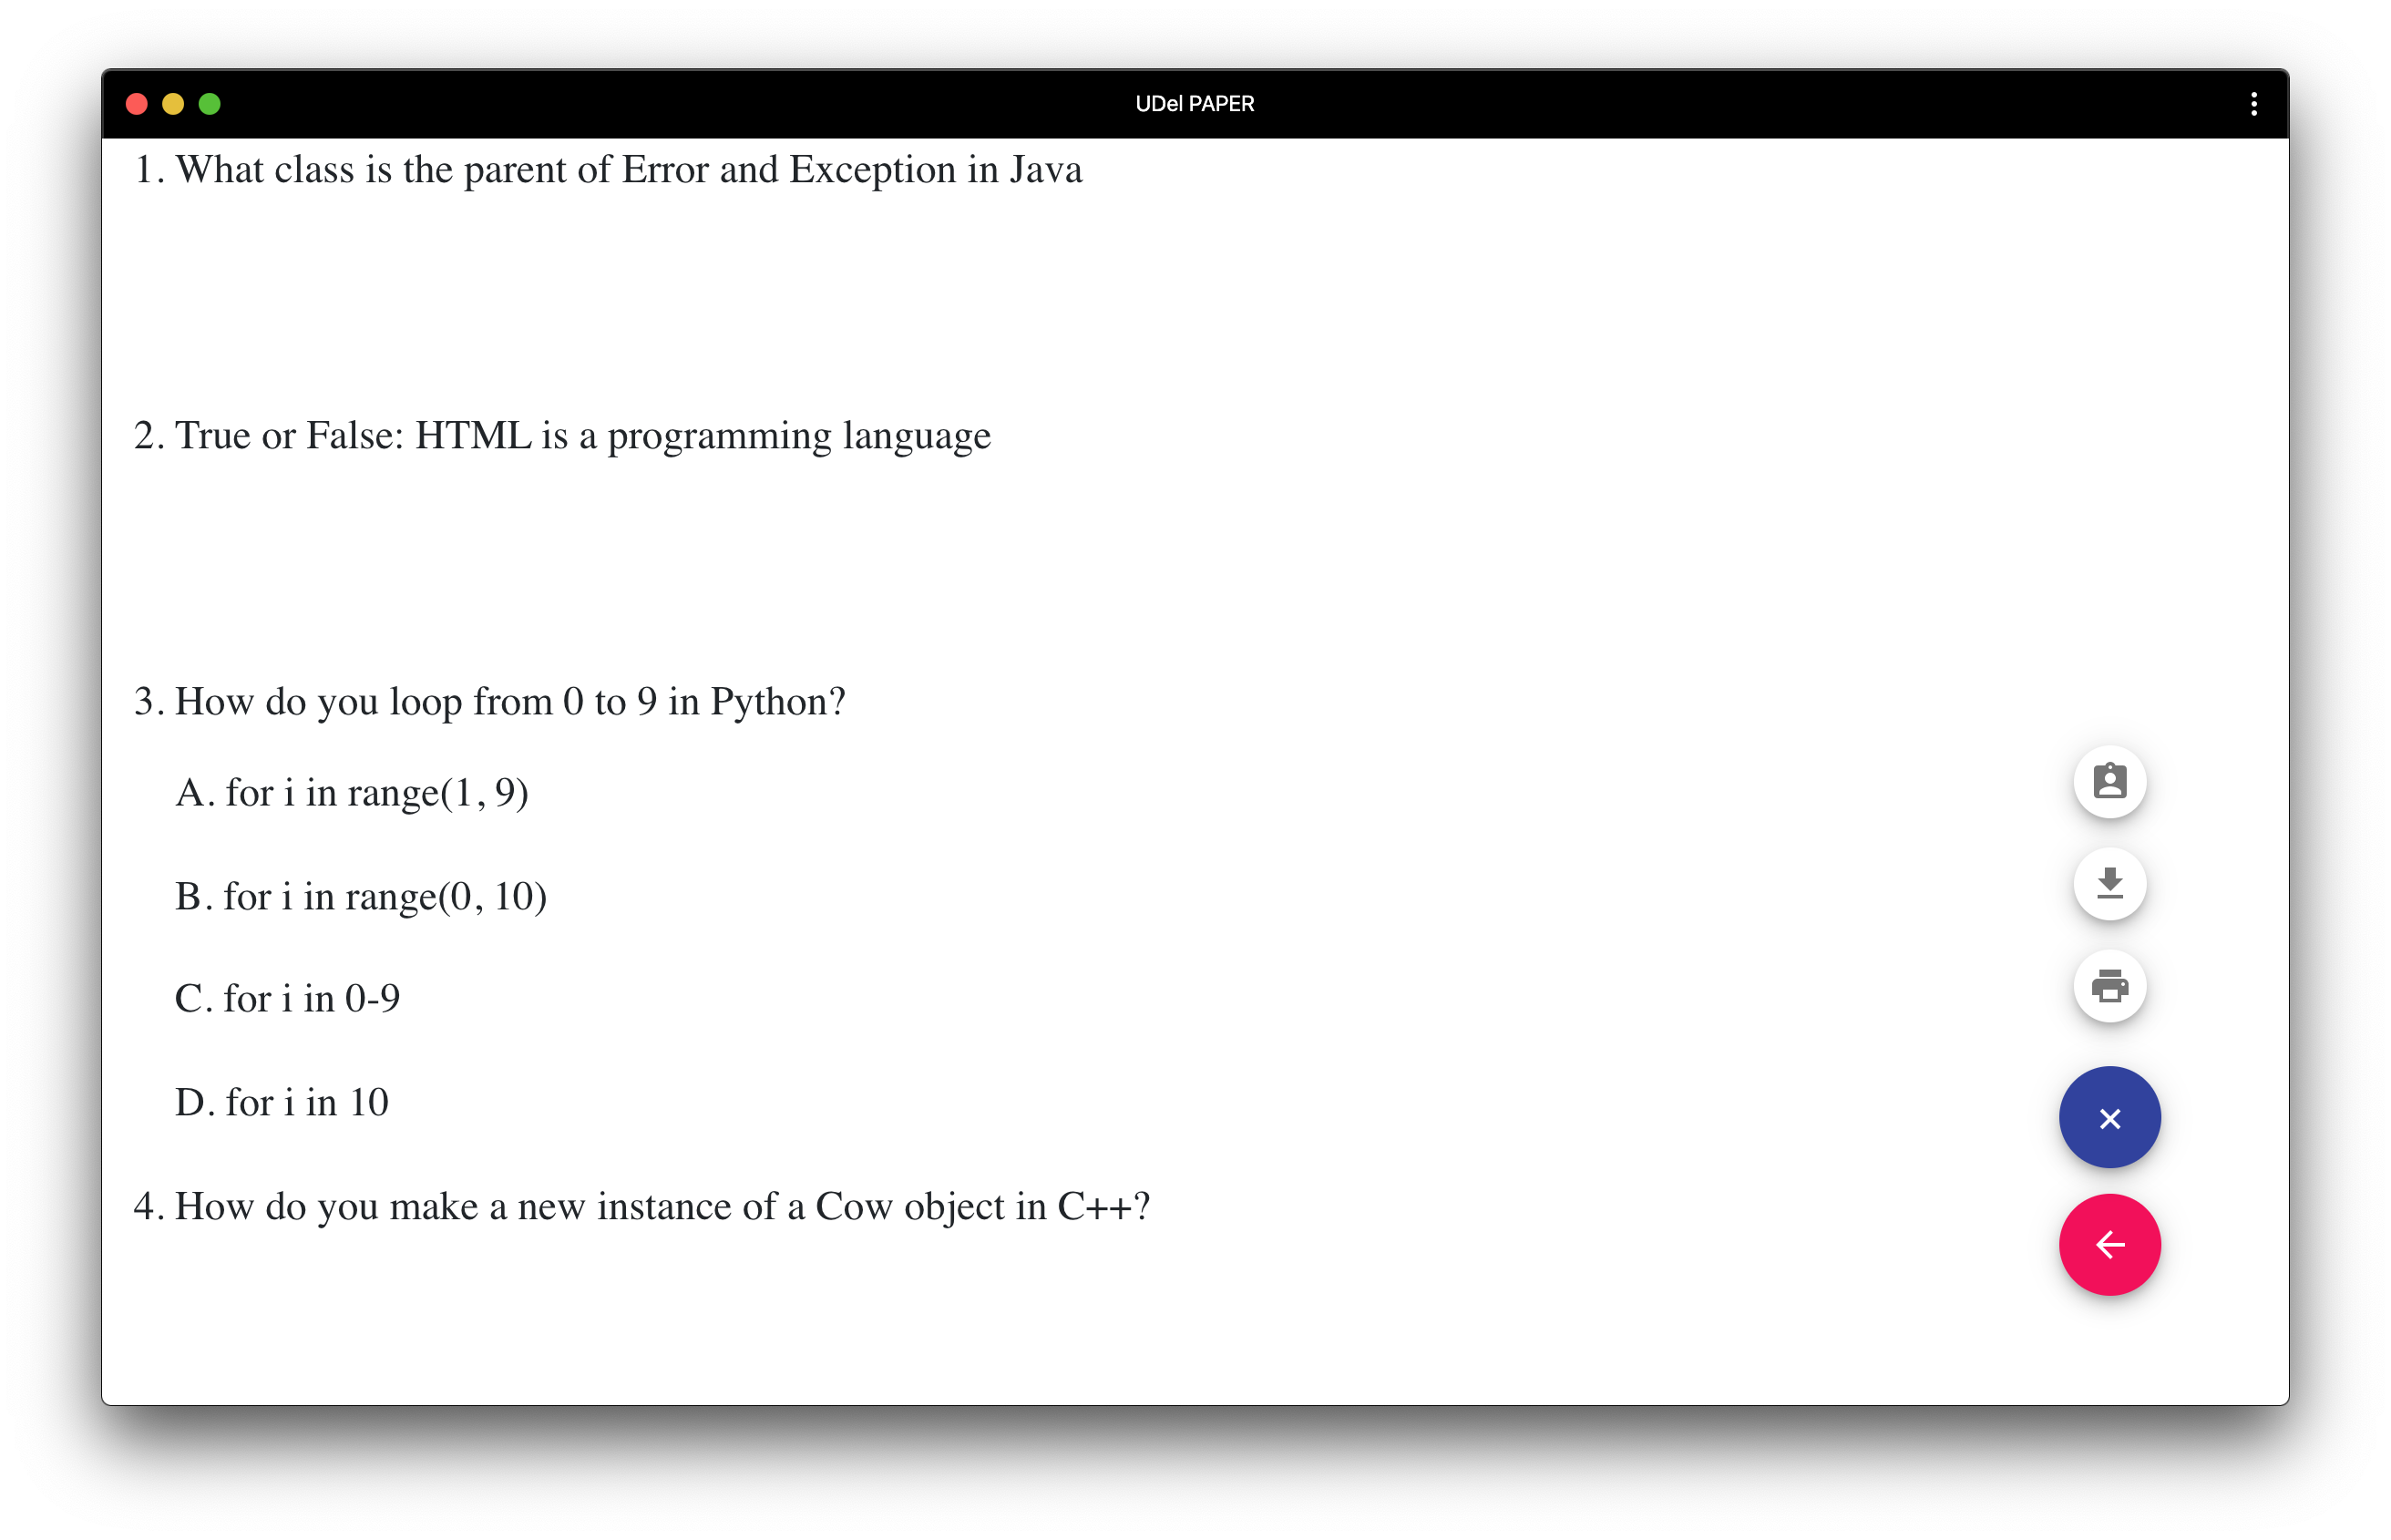 UDel PAPER
1. What class is the parent of Error and Exception in Java
2. True or False: HTML is a programming language
3. How do you loop from 0 to 9 in Python?
A. for i in range(1, 9)
B. for i in range(0, 10)
C. for i in 0-9
D. for i in 10
4. How do you make a new instance of a Cow object in C++?